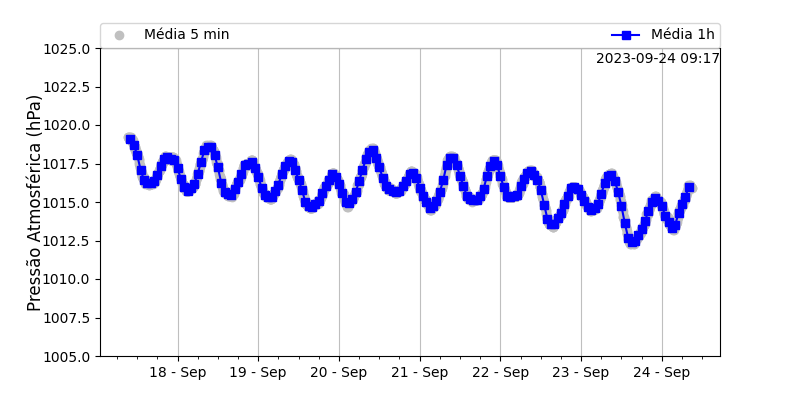 Média 5 min
Média 1h
2023-09-24 09:17
Pressão Atmosférica (hPa)
1025.0
1022.5
1020.0
1017.5
1015.0
1012.5
1010.0
1007.5
1005.0
18 - Sep
19 - Sep
20 - Sep
21 - Sep
22 - Sep
23 - Sep
24 - Sep